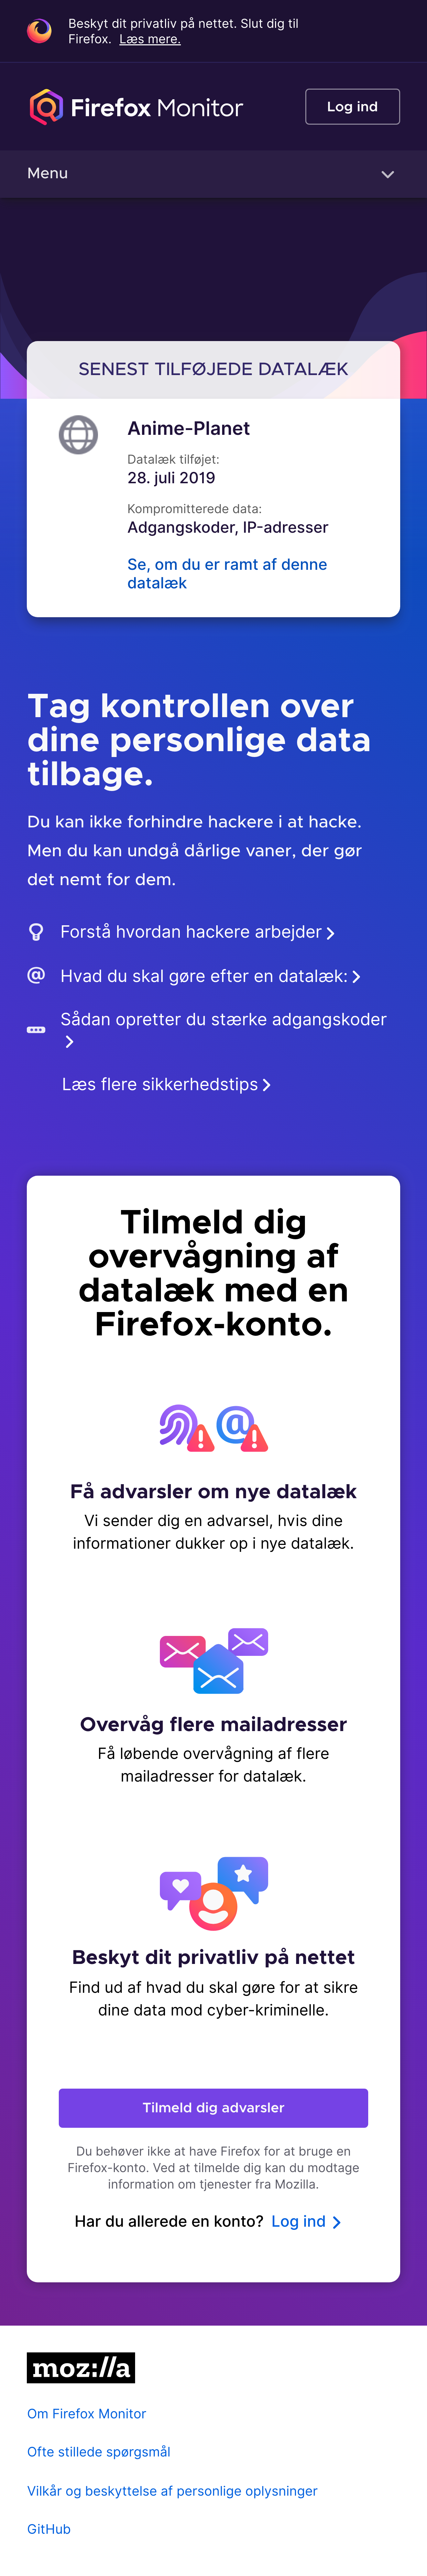 Beskyt dit privatliv på nettet. Slut dig til
Firefox. Læs mere.
Firefox Monitor
Log ind
Menu
SENEST TILFØJEDE DATALÆK
Anime-Planet
Datalæk tilføjet:
28. juli 2019
Kompromitterede data:
Adgangskoder, IP-adresser
Se, om du er ramt af denne
datalæk
Tag kontrollen over
dine personlige data
tilbage.
Du kan ikke forhindre hackere i at hacke.
Men du kan undgå dårlige vaner, der gør
det nemt for dem.
Forstå hvordan hackere arbejder
Hvad du skal gøre efter en datalæk:
Sådan opretter du stærke adgangskoder
Læs flere sikkerhedstips
Tilmeld dig
overvågning af
datalæk med en
Firefox-konto.
Få advarsler om nye datalæk
Vi sender dig en advarsel, hvis dine
informationer dukker op i nye datalæk.
Overvåg flere mailadresser
Få løbende overvågning af flere
mailadresser for datalæk.
Beskyt dit privatliv på nettet
Find ud af hvad du skal gøre for at sikre
dine data mod cyber-kriminelle.
Tilmeld dig advarsler
Du behøver ikke at have Firefox for at bruge en
Firefox-konto. Ved at tilmelde dig kan du modtage
information om tjenester fra Mozilla.
Har du allerede en konto? Log ind
moz://a
Om Firefox Monitor
Ofte stillede spørgsmål
Vilkår og beskyttelse af personlige oplysninger
GitHub